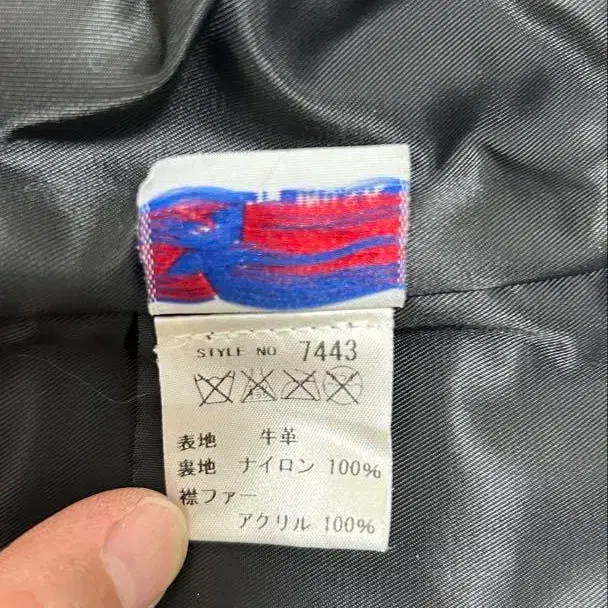 STYLE NO 7443
表地 牛革
裏地 ナイロン 100%
襟ファー
アクリル 100%